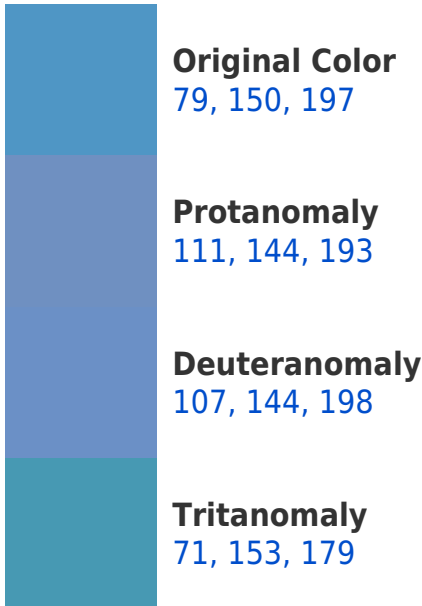 Original Color
79, 150, 197
Protanomaly
111, 144, 193
Deuteranomaly
107, 144, 198
Tritanomaly
71, 153, 179